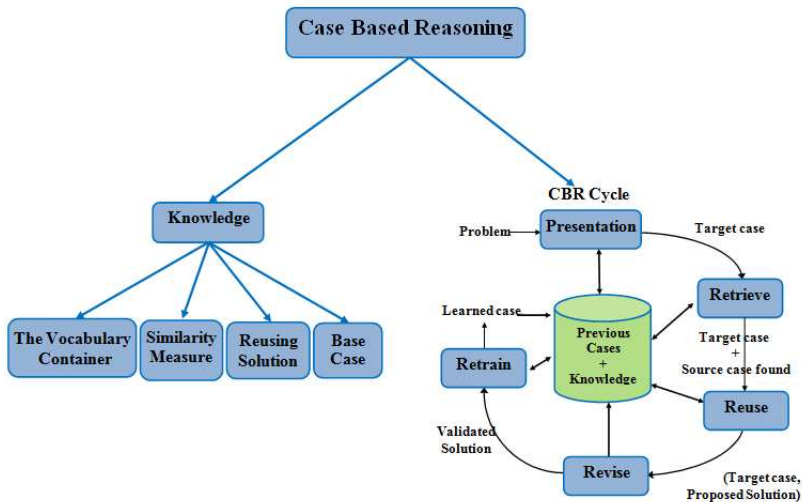 Case Based Reasoning
Knowledge
The Vocabulary
Container
Similarity
Measure
Reusing
Solution
Base
Case
CBR Cycle
Problem
Presentation
Target case
Retrieve
Target case
+
Source case found
Reuse
(Target case,
Proposed Solution)
Revise
Validated
Solution
Retrain
Learned case
Previous
Cases
+
Knowledge